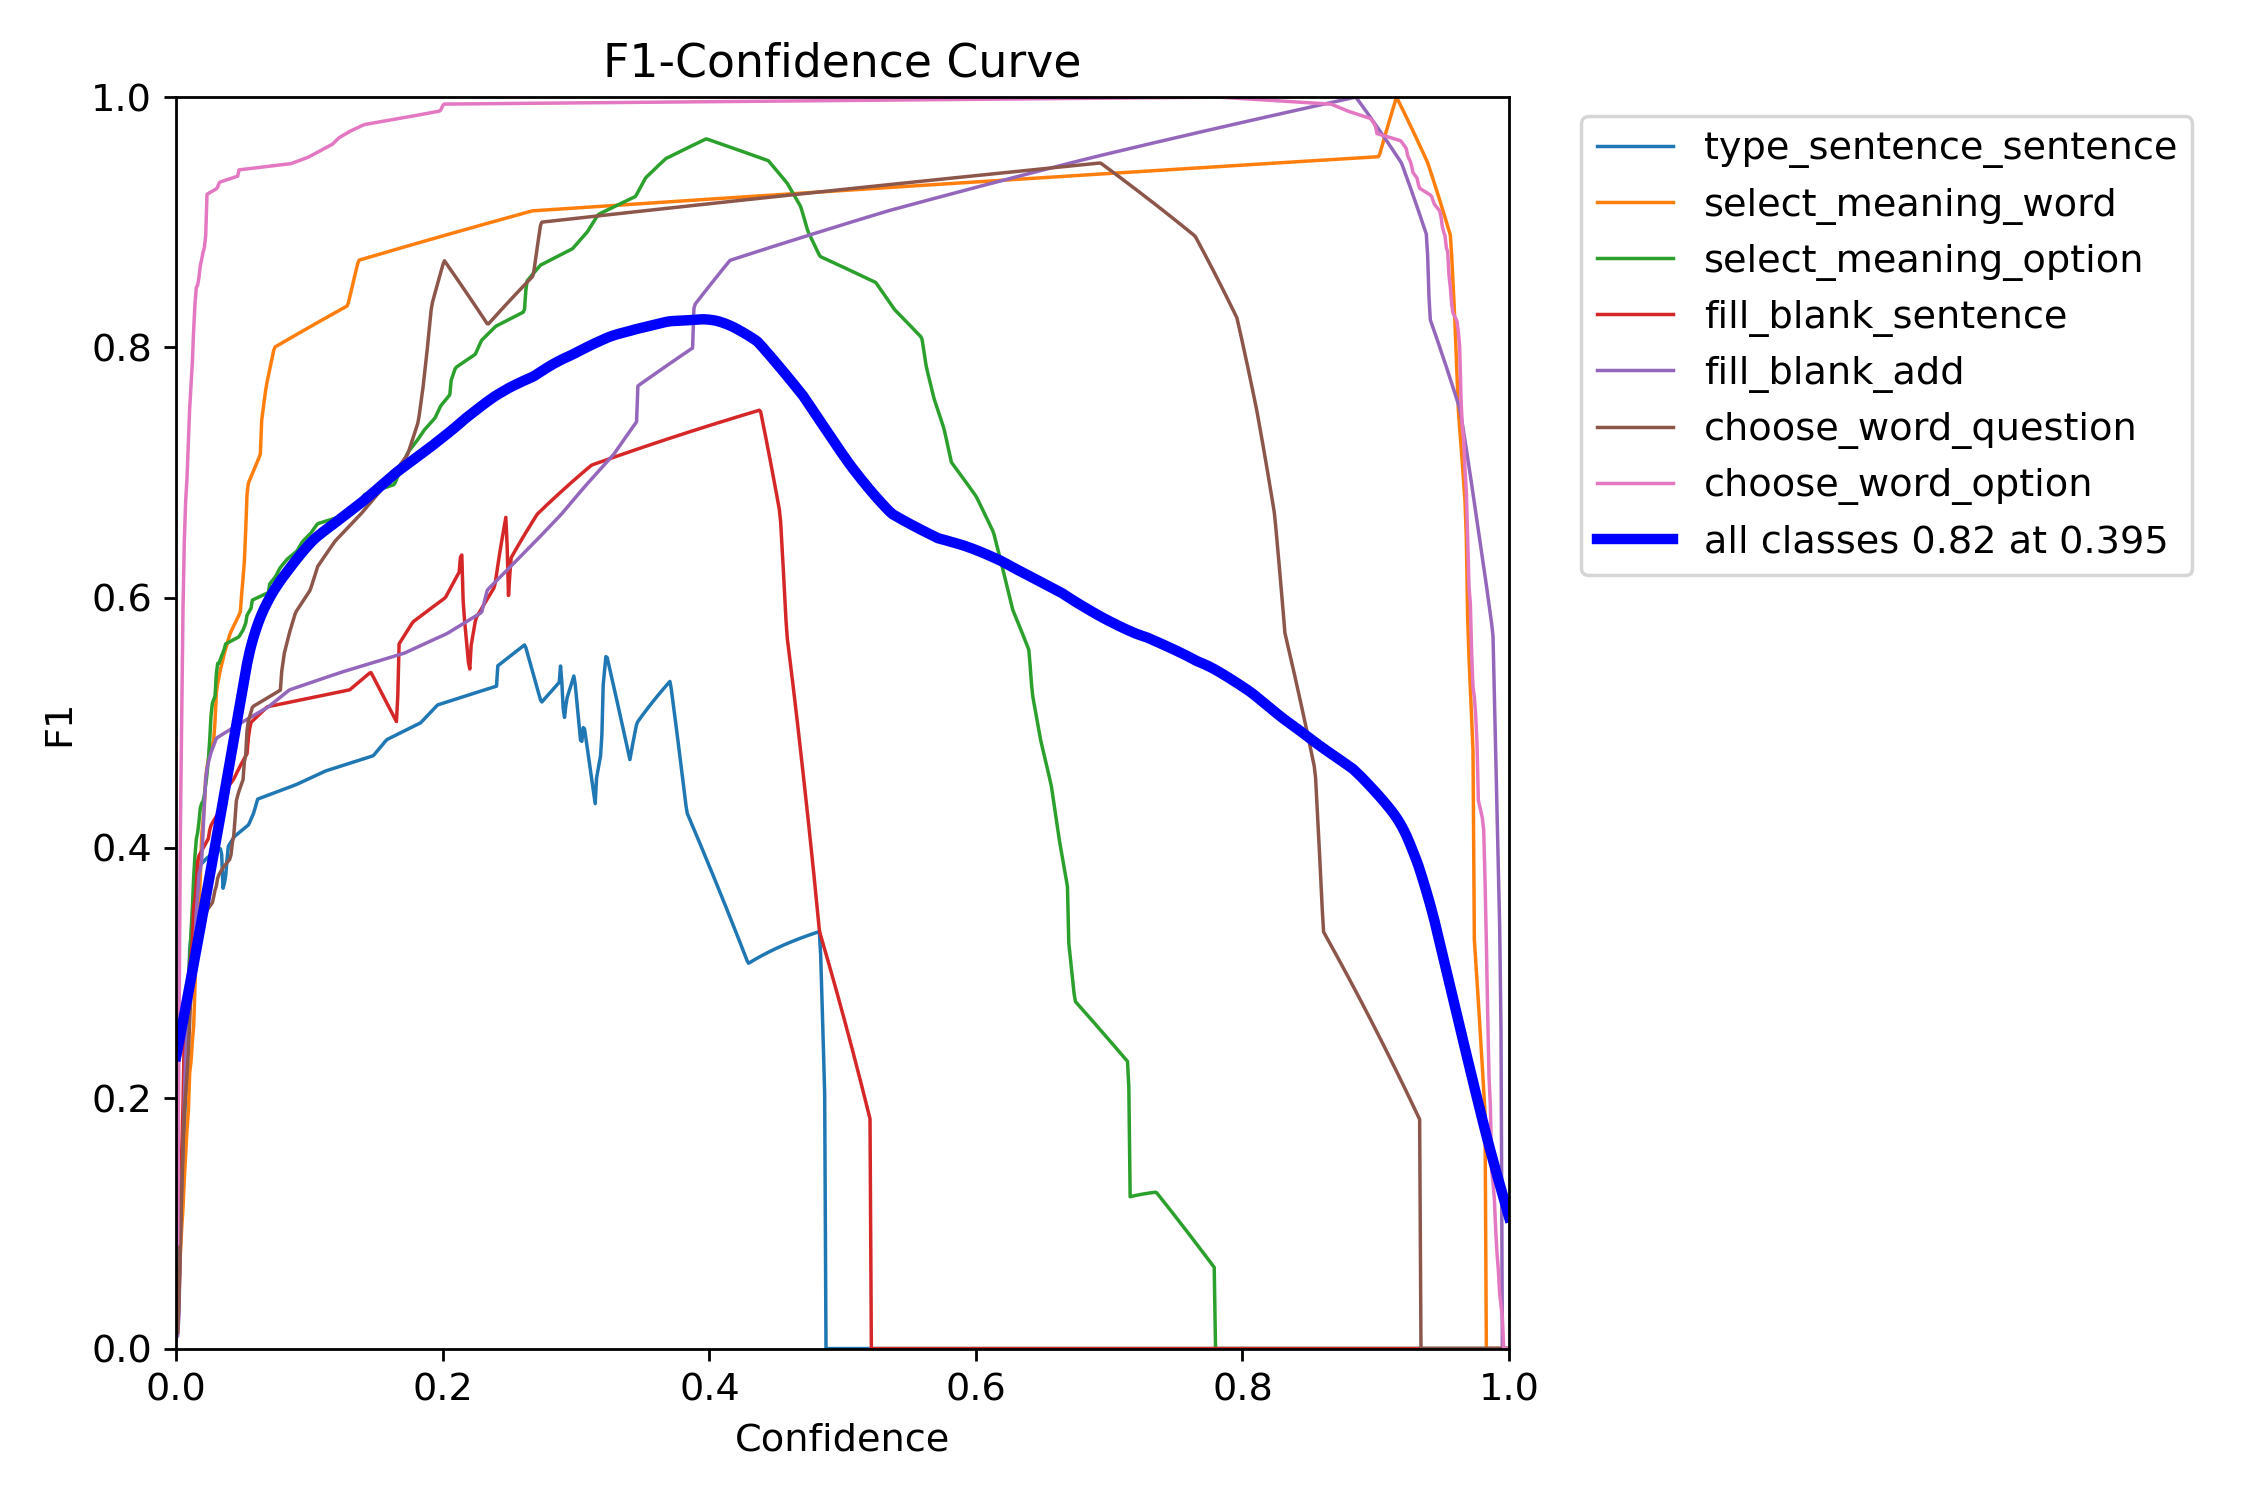 F1-Confidence Curve
1.0
0.8
0.6
0.4
0.2
0.0
F1
0.0 0.2 0.4 0.6 0.8 1.0
Confidence
type_sentence_sentence
select_meaning_word
select_meaning_option
fill_blank_sentence
fill_blank_add
choose_word_question
choose_word_option
all classes 0.82 at 0.395